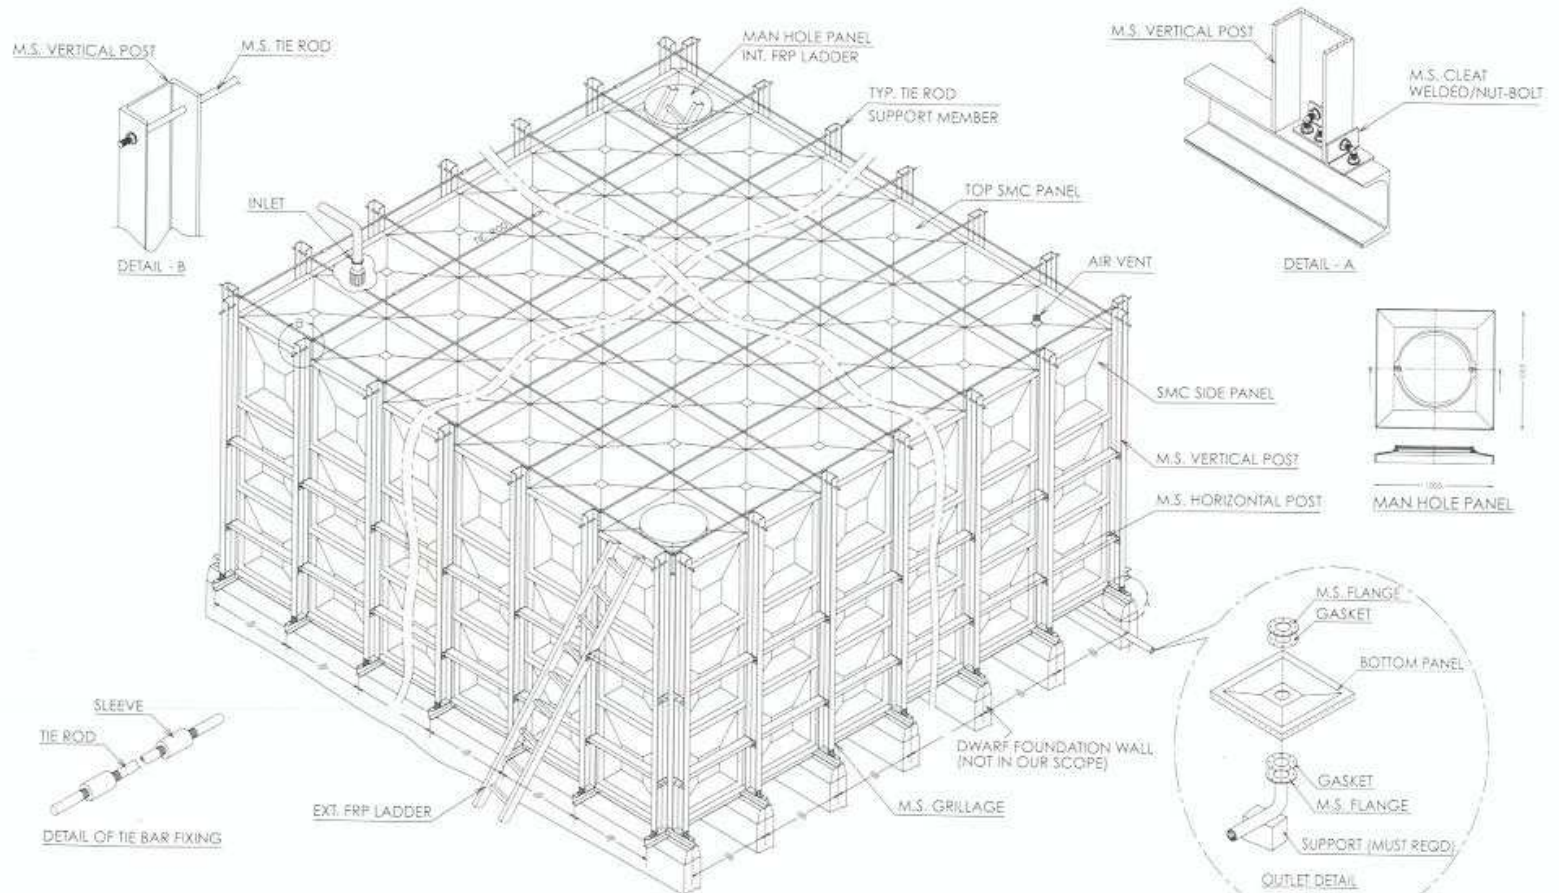 M.S. VERTICAL POST
M.S. TIE ROD
DETAIL - B
MAN HOLE PANEL
INT. FRP LADDER
TYP. TIE ROD
SUPPORT MEMBER
TOP SMC PANEL
INLET
TIE ROD
AIR VENT
M.S. VERTICAL POST
M.S. CLEAT
WELDED/NUT-BOLT
DETAIL - A
SMC SIDE PANEL
M.S. VERTICAL POST
M.S. HORIZONTAL POST
MAN HOLE PANEL
B
A
M.S. FLANGE
GASKET
BOTTOM PANEL
GASKET
M.S. FLANGE
SUPPORT (MUST REQD)
OUTLET DETAIL
DWARF FOUNDATION WALL
(NOT IN OUR SCOPE)
M.S. GRILLAGE
EXT. FRP LADDER
SLEEVE
TIE ROD
DETAIL OF TIE BAR FIXING